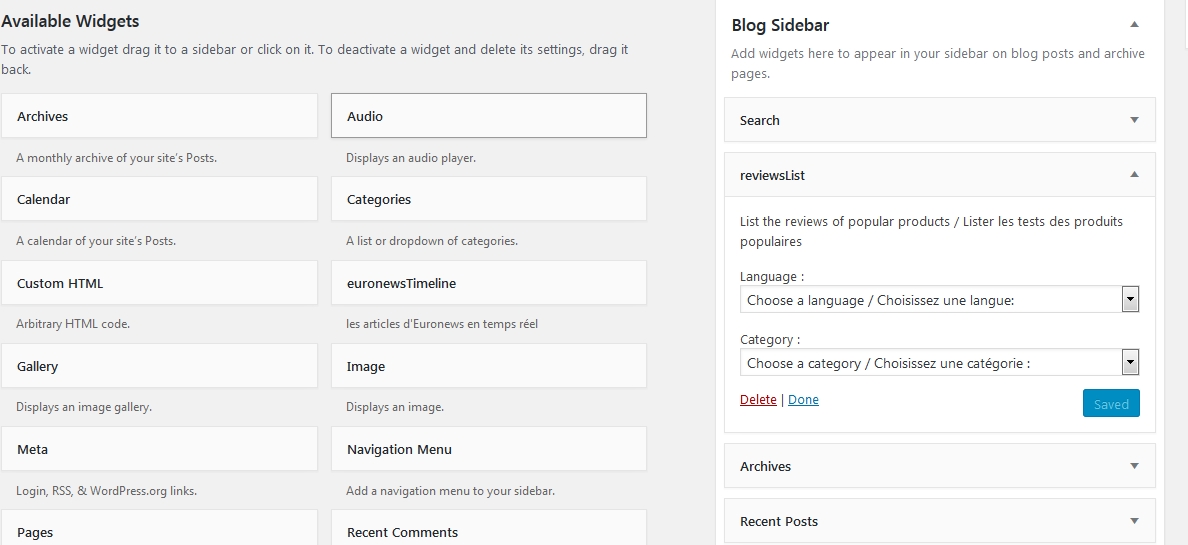 Available Widgets
To activate a widget drag it to a sidebar or click on it. To deactivate a widget and delete its settings, drag it
back.
Archives
Audio
A monthly archive of your site's Posts.
Displays an audio player.
Calendar
Categories
A calendar of your site's Posts.
A list or dropdown of categories.
Custom HTML
euronewsTimeline
Arbitrary HTML code.
les articles d'Euronews en temps réel
Gallery
Image
Displays an image gallery.
Displays an image.
Meta
Navigation Menu
Login, RSS, & WordPress.org links.
Add a navigation menu to your sidebar.
Pages
Recent Comments
Blog Sidebar
Add widgets here to appear in your sidebar on blog posts and archive
pages.
Search
reviewsList
List the reviews of popular products / Lister les tests des produits
populaires
Language :
Choose a language / Choisissez une langue:
Category :
Choose a category / Choisissez une catégorie :
Delete | Done
Saved
Archives
Recent Posts